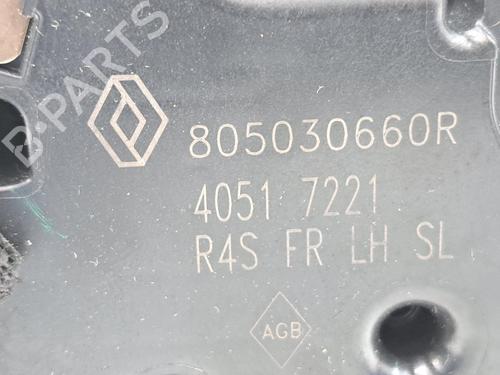 B-PARTS
805030660R
4051 7221
R4S FR LH SL
AGB